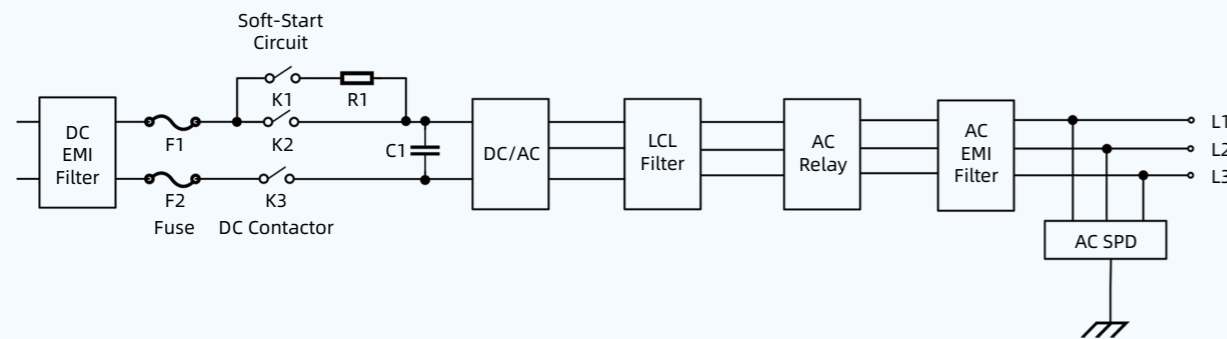 Soft-Start
Circuit
K1
R1
DC
EMI
Filter
F1
K2
C1
DC/AC
LCL
Filter
AC
Relay
AC
EMI
Filter
L1
L2
L3
F2
K3
Fuse
DC Contactor
AC SPD